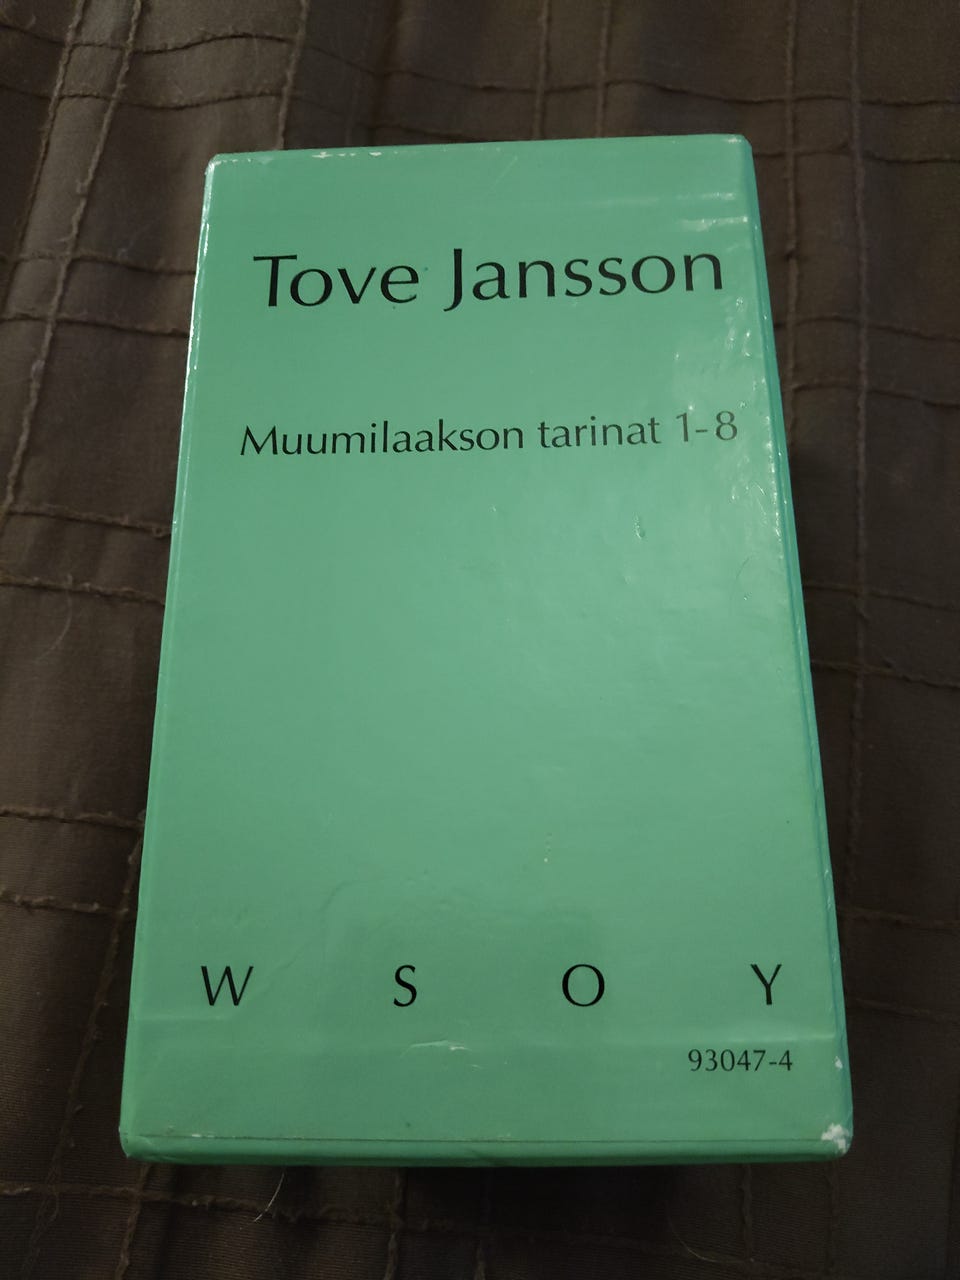 Tove Jansson
Muumilaakson tarinat 1-8
W S O Y
93047-4